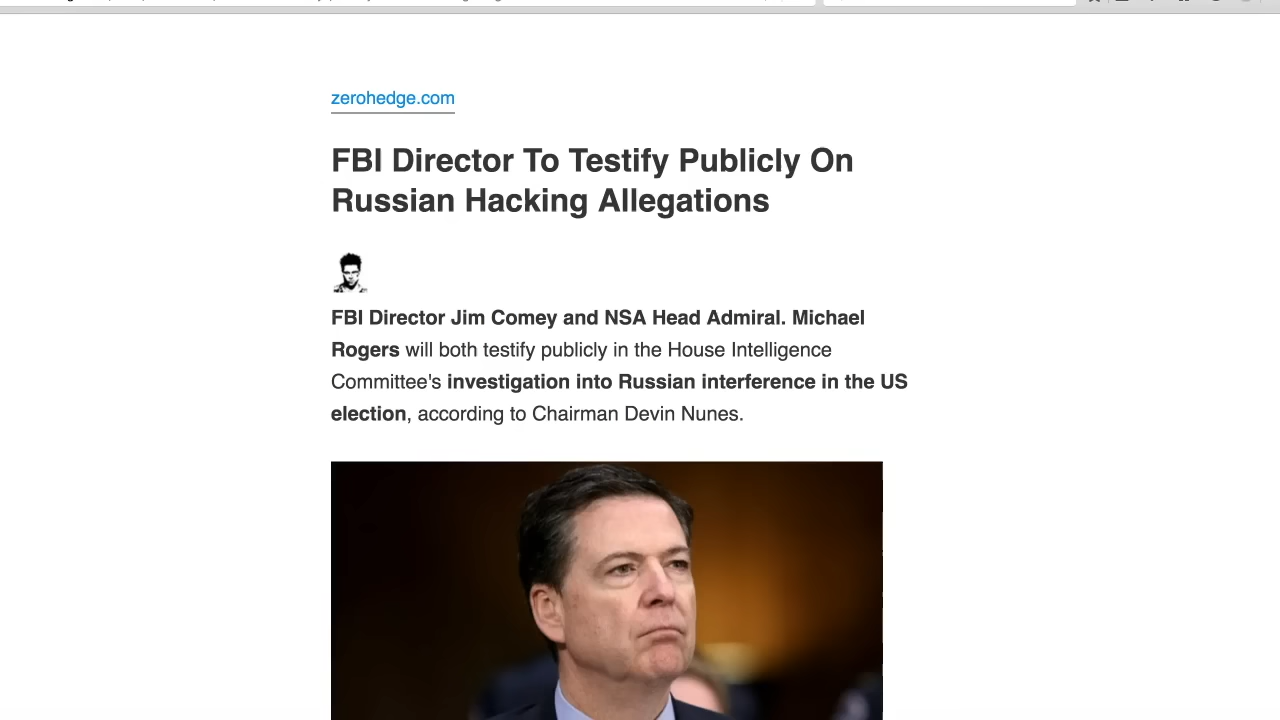 zerohedge.com
FBI Director To Testify Publicly On
Russian Hacking Allegations
FBI Director Jim Comey and NSA Head Admiral. Michael
Rogers will both testify publicly in the House Intelligence
Committee's investigation into Russian interference in the US
election, according to Chairman Devin Nunes.